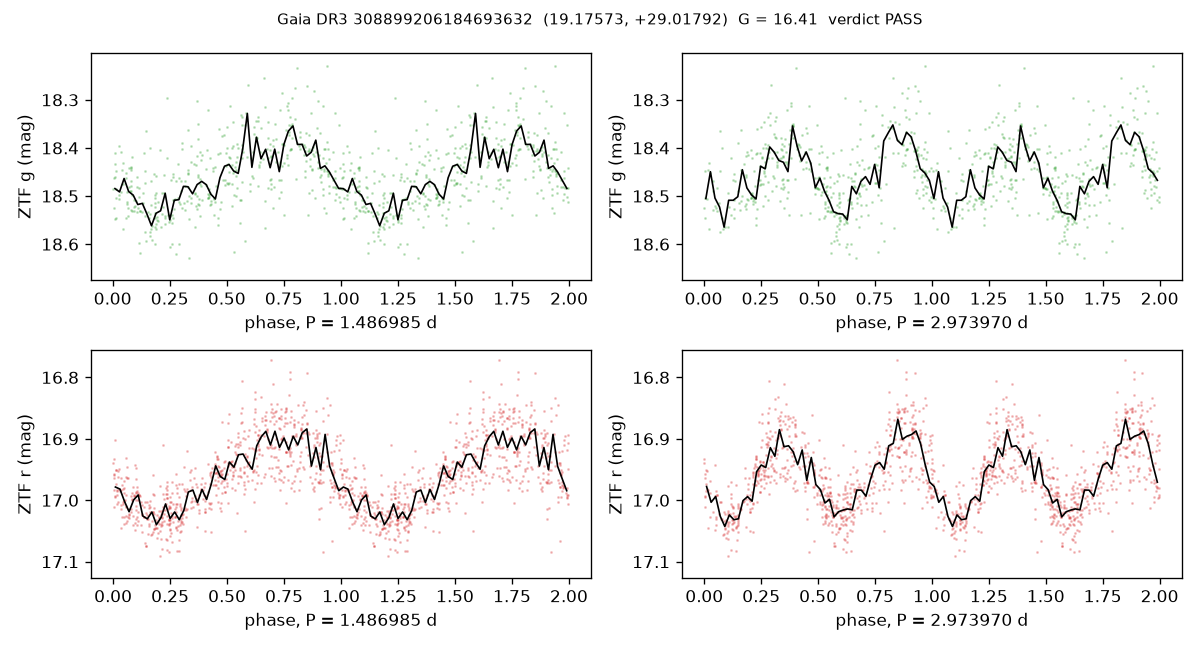 Gaia DR3 308899206184693632  (19.17573, +29.01792)  G = 16.41  verdict PASS
ZTF g (mag)
18.3
18.4
18.5
18.6
0.00 0.25 0.50 0.75 1.00 1.25 1.50 1.75 2.00
phase, P = 1.486985 d
ZTF g (mag)
18.3
18.4
18.5
18.6
0.00 0.25 0.50 0.75 1.00 1.25 1.50 1.75 2.00
phase, P = 2.973970 d
ZTF r (mag)
16.8
16.9
17.0
17.1
0.00 0.25 0.50 0.75 1.00 1.25 1.50 1.75 2.00
phase, P = 1.486985 d
ZTF r (mag)
16.8
16.9
17.0
17.1
0.00 0.25 0.50 0.75 1.00 1.25 1.50 1.75 2.00
phase, P = 2.973970 d